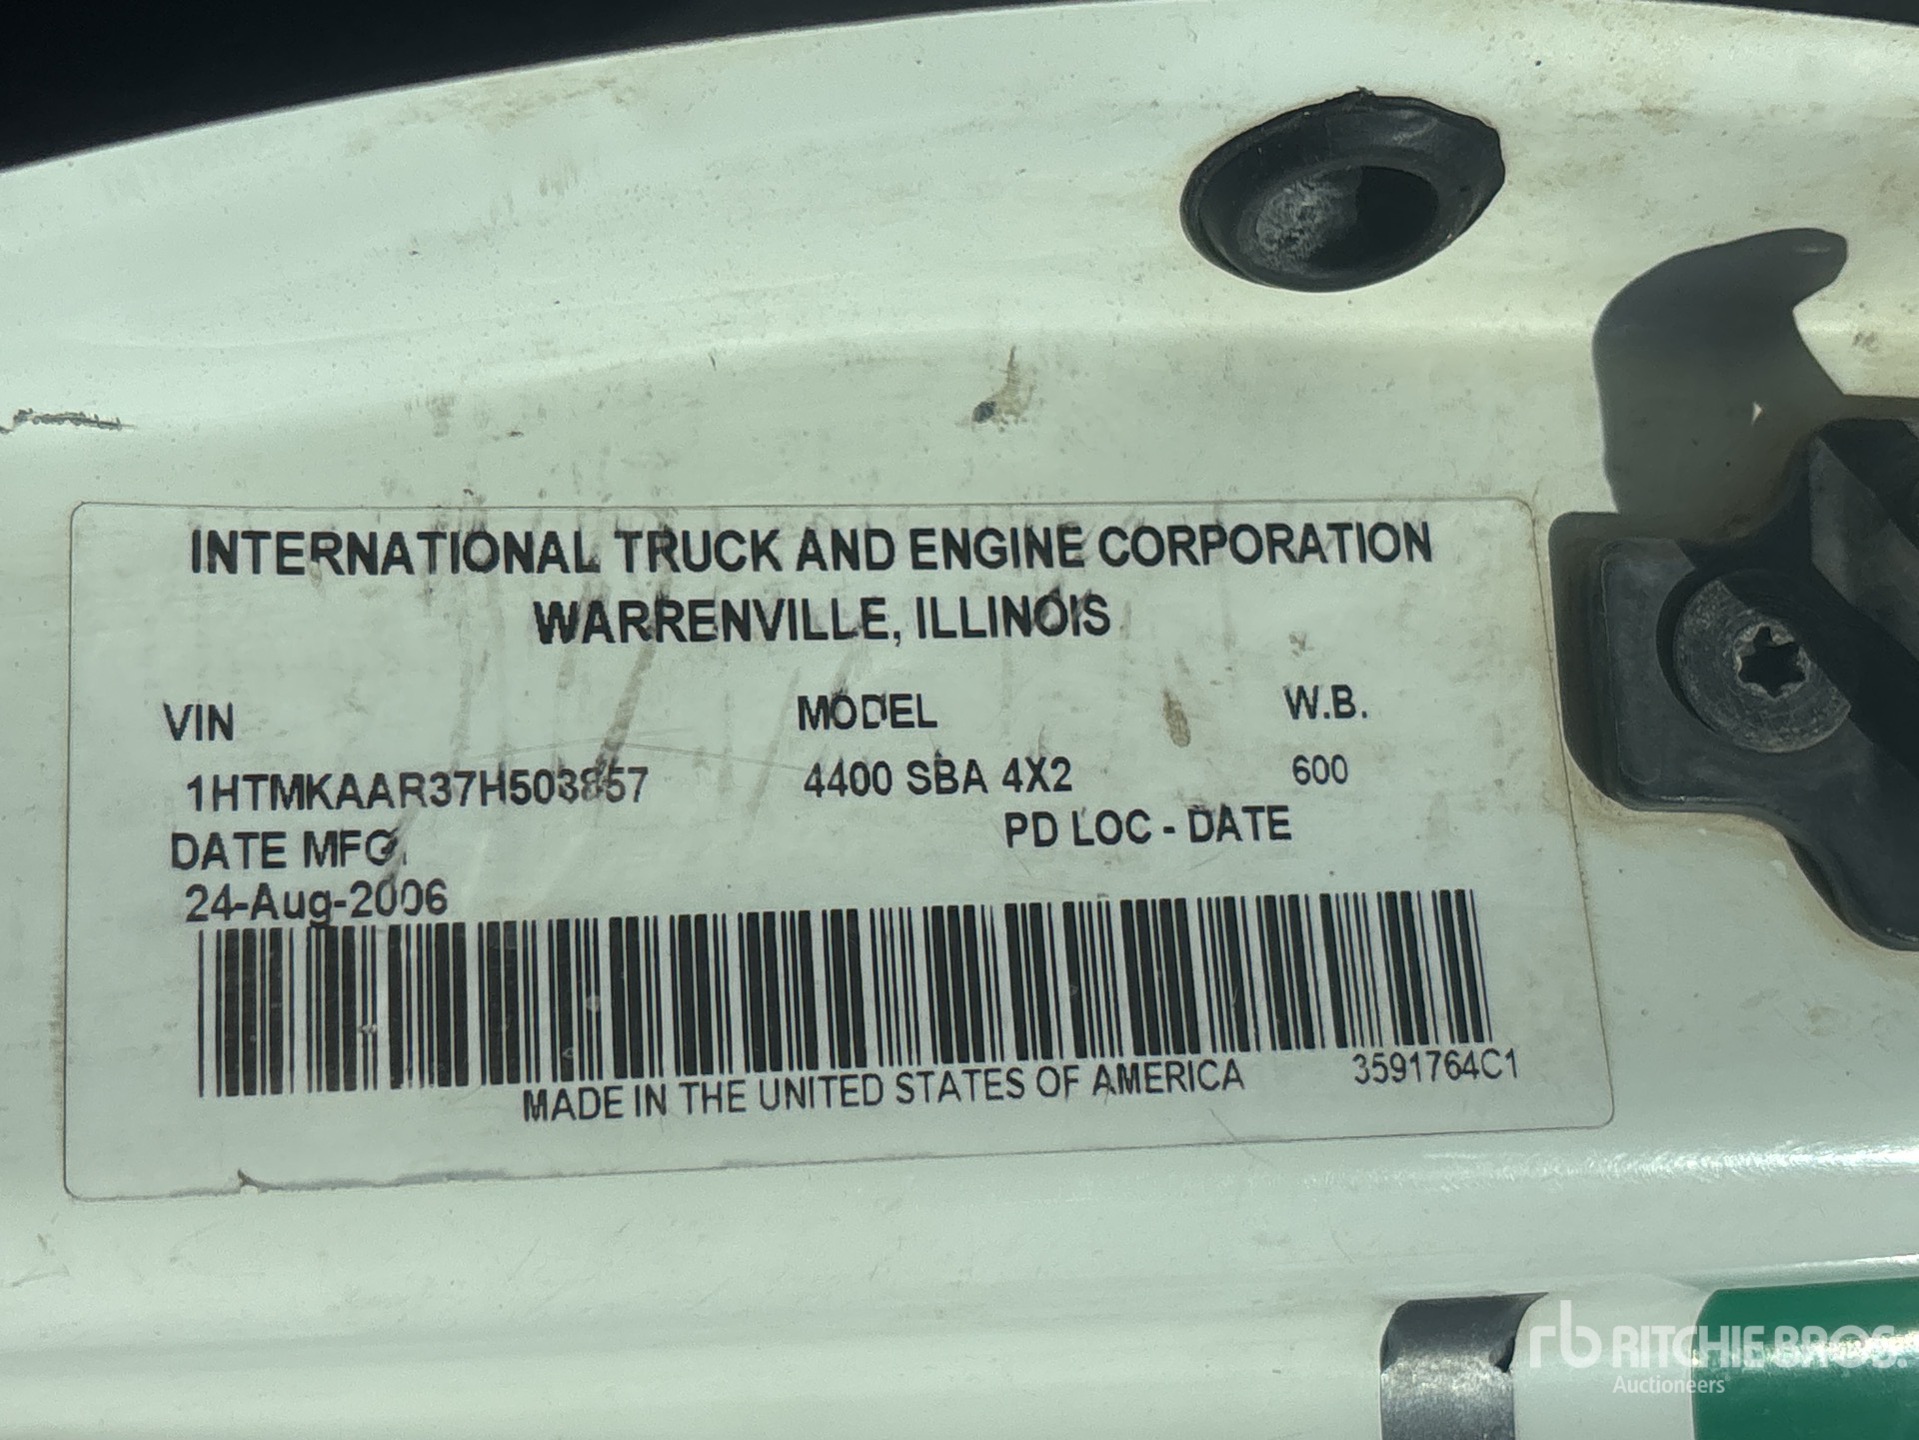 INTERNATIONAL TRUCK AND ENGINE CORPORATION
WARRENVILLE, ILLINOIS
VIN MODEL W.B.
1HTMKAAR37H503857 4400 SBA 4X2 600
DATE MFG. PD LOC - DATE
24-Aug-2006
MADE IN THE UNITED STATES OF AMERICA 3591764C1
rb RITCHIE BROS.
Auctioneers